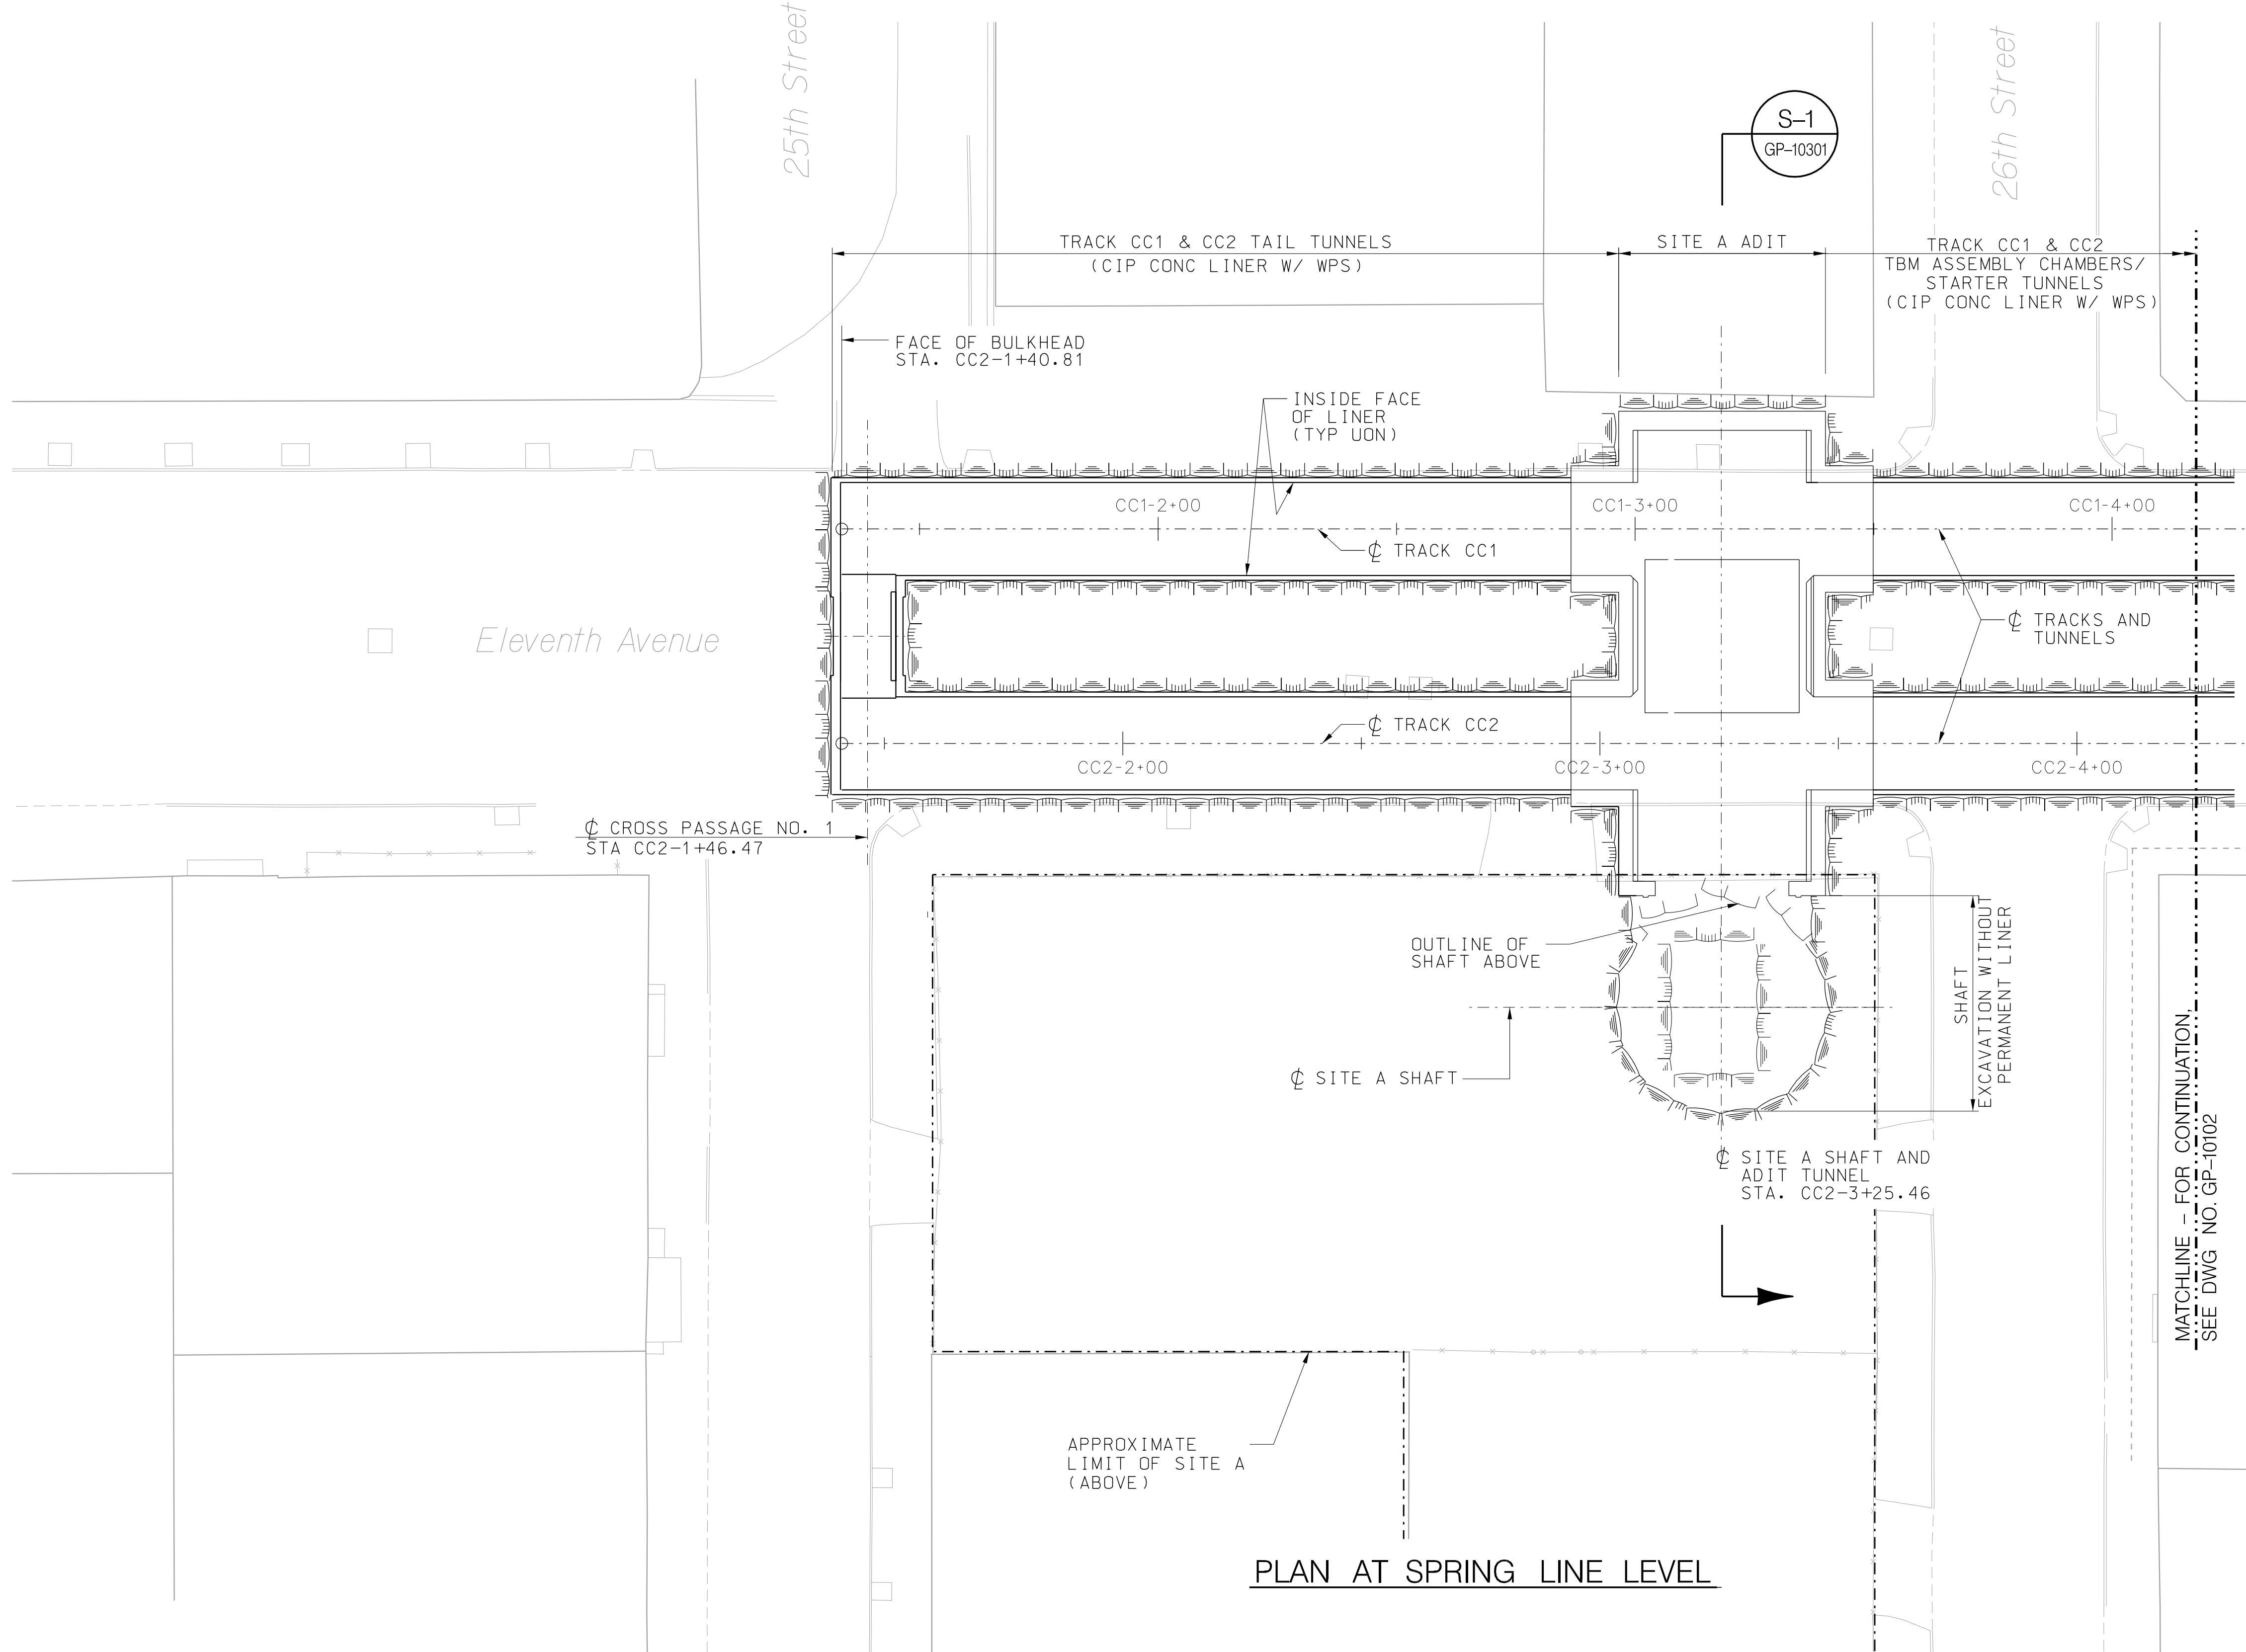 25th Street
26th Street
S-1
GP-10301
TRACK CC1 & CC2 TAIL TUNNELS
(CIP CONC LINER W/ WPS)
SITE A ADIT
TRACK CC1 & CC2
TBM ASSEMBLY CHAMBERS/
STARTER TUNNELS
(CIP CONC LINER W/ WPS)
FACE OF BULKHEAD
STA. CC2-1+40.81
INSIDE FACE
OF LINER
(TYP UON)
CC1-2+00
CC1-3+00
CC1-4+00
℄ TRACK CC1
Eleventh Avenue
℄ TRACKS AND
TUNNELS
℄ TRACK CC2
CC2-2+00
CC2-3+00
CC2-4+00
℄ CROSS PASSAGE NO. 1
STA CC2-1+46.47
OUTLINE OF
SHAFT ABOVE
SHAFT
EXCAVATION WITHOUT
PERMANENT LINER
℄ SITE A SHAFT
℄ SITE A SHAFT AND
ADIT TUNNEL
STA. CC2-3+25.46
MATCHLINE - FOR CONTINUATION,
SEE DWG NO. GP-10102
APPROXIMATE
LIMIT OF SITE A
(ABOVE)
PLAN AT SPRING LINE LEVEL